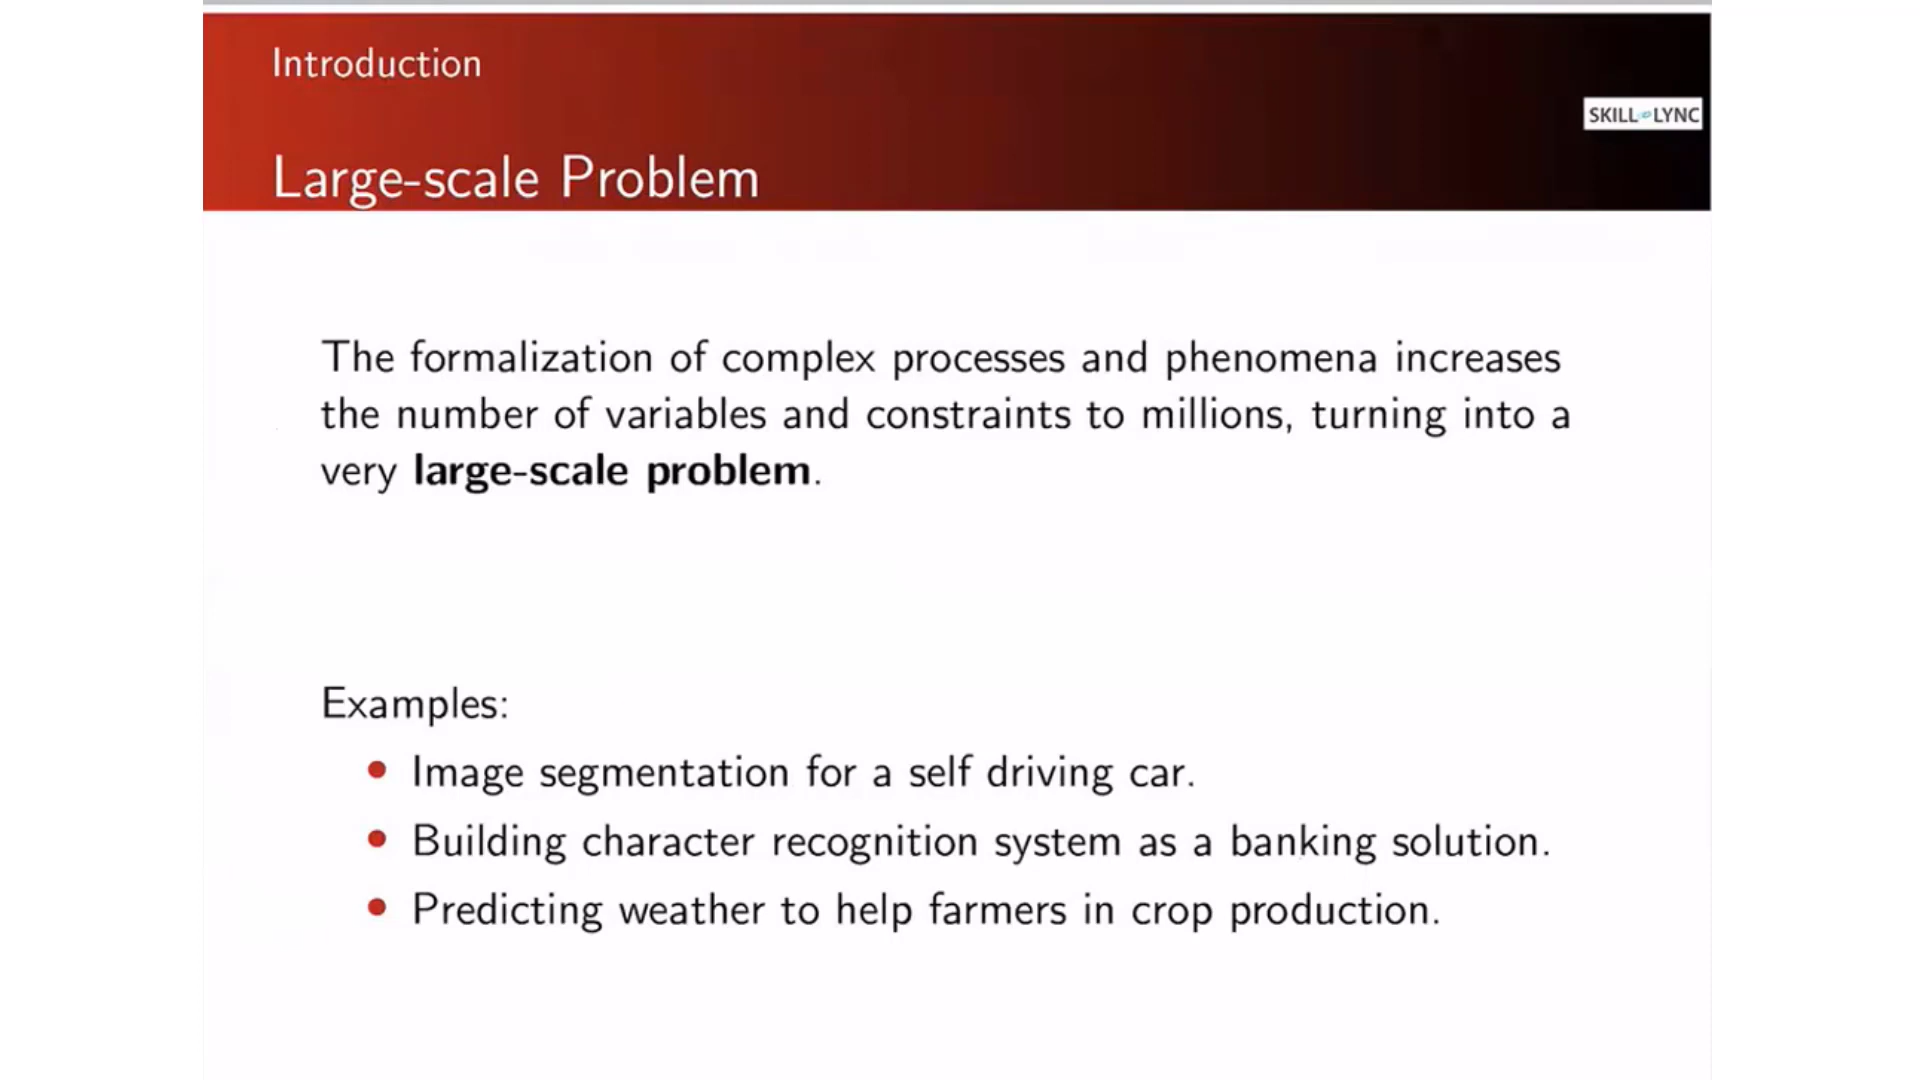 Introduction
SKILL LYNC
Large-scale Problem
The formalization of complex processes and phenomena increases
the number of variables and constraints to millions, turning into a
very large-scale problem.
Examples:
• Image segmentation for a self driving car.
• Building character recognition system as a banking solution.
• Predicting weather to help farmers in crop production.